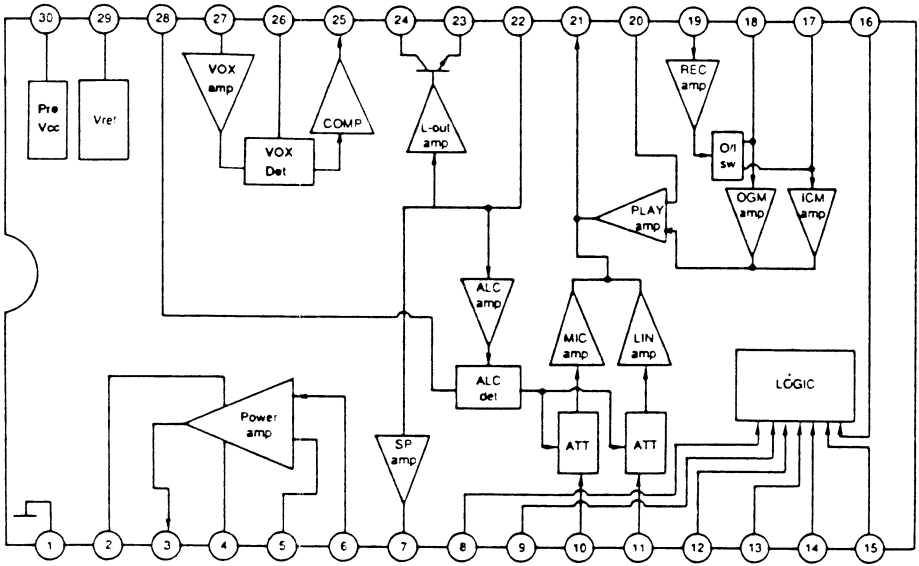 30 29 28 27 26 25 24 23 22 21 20 19 18 17 16
Pre
Vcc
Vref
VOX
amp
VOX
Det
COMP
L-out
amp
REC
amp
O/I
sw
PLAY
amp
OGM
amp
ICM
amp
ALC
amp
MIC
amp
LIN
amp
ALC
det
LOGIC
Power
amp
SP
amp
ATT
ATT
1 2 3 4 5 6 7 8 9 10 11 12 13 14 15